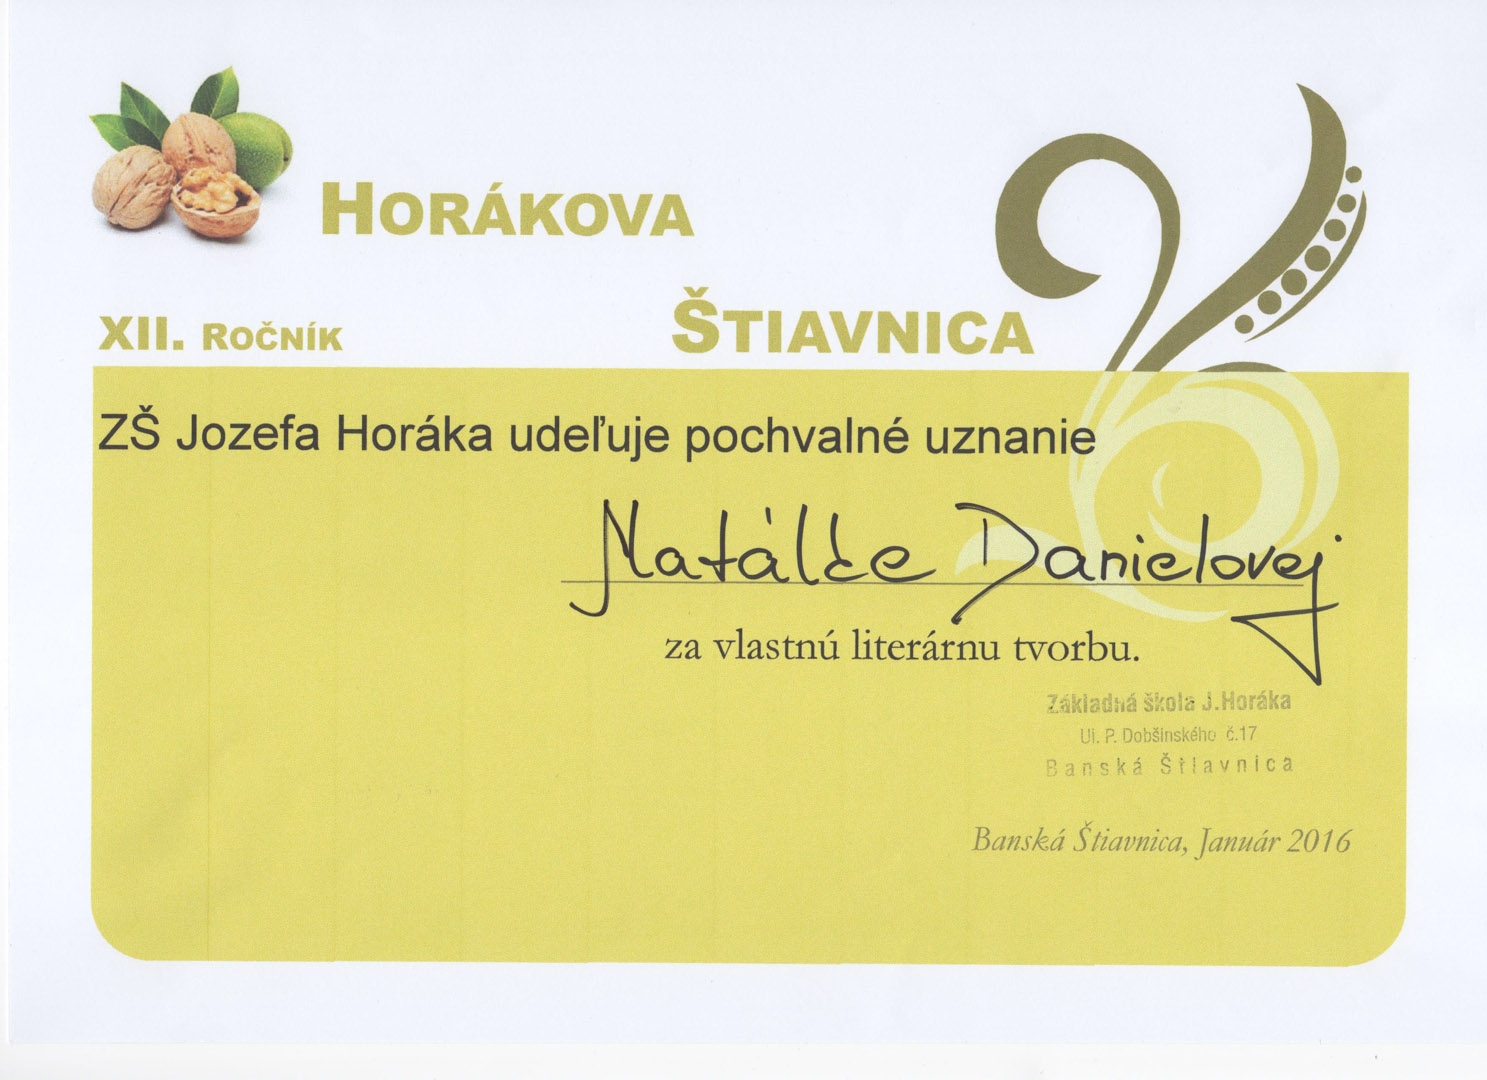 HORÁKOVA
XII. ROČNÍK
ŠTIAVNICA
ZŠ Jozefa Horáka udeľuje pochvalné uznanie
Natálke Danielovej
za vlastnú literárnu tvorbu.
Základná škola J.Horáka
Ul. P. Dobšinského č.17
Banská Štiavnica
Banská Štiavnica, Január 2016